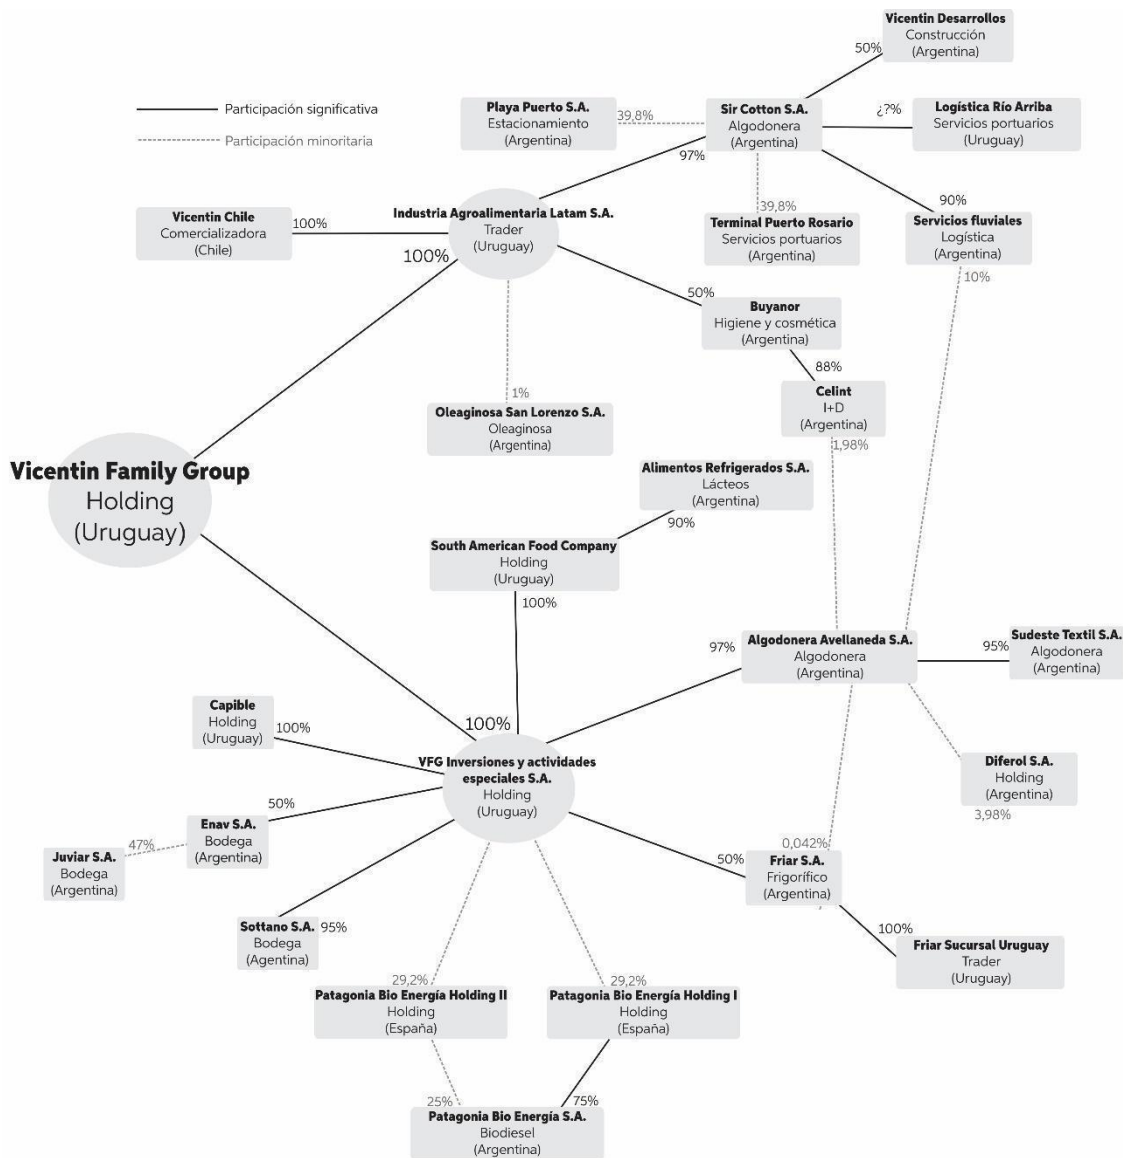 Vicentin Desarrollos
Construcción
(Argentina)
50%
Participación significativa
Participación minoritaria
Playa Puerto S.A.
Estacionamiento
(Argentina)
39,8%
Sir Cotton S.A.
Algodonera
(Argentina)
¿?%
Logística Río Arriba
Servicios portuarios
(Uruguay)
97%
Vicentin Chile
Comercializadora
(Chile)
100%
Industria Agroalimentaria Latam S.A.
Trader
(Uruguay)
100%
39,8%
Terminal Puerto Rosario
Servicios portuarios
(Argentina)
90%
Servicios fluviales
Logística
(Argentina)
10%
50%
Buyanor
Higiene y cosmética
(Argentina)
88%
Celint
I+D
(Argentina)
1,98%
1%
Oleaginosa San Lorenzo S.A.
Oleaginosa
(Argentina)
Vicentin Family Group
Holding
(Uruguay)
Alimentos Refrigerados S.A.
Lácteos
(Argentina)
90%
South American Food Company
Holding
(Uruguay)
100%
97%
Algodonera Avellaneda S.A.
Algodonera
(Argentina)
95%
Sudeste Textil S.A.
Algodonera
(Argentina)
Capible
Holding
(Uruguay)
100%
100%
VFG Inversiones y actividades
especiales S.A.
Holding
(Uruguay)
Diferol S.A.
Holding
(Argentina)
3,98%
50%
Enav S.A.
Bodega
(Argentina)
47%
Juviar S.A.
Bodega
(Argentina)
0,042%
50%
Friar S.A.
Frigorífico
(Argentina)
Sottano S.A.
Bodega
(Agentina)
95%
100%
Friar Sucursal Uruguay
Trader
(Uruguay)
29,2%
Patagonia Bio Energía Holding II
Holding
(España)
29,2%
Patagonia Bio Energía Holding I
Holding
(España)
25%
75%
Patagonia Bio Energía S.A.
Biodiesel
(Argentina)